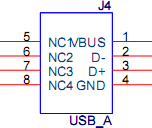 J4
5 NC1 VBUS 1
6 NC2 D- 2
7 NC3 D+ 3
8 NC4 GND 4
USB_A